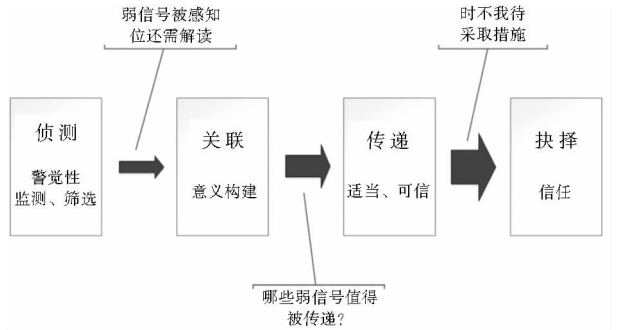 弱信号被感知
位还需解读
时不我待
采取措施
侦测
警觉性
监测、筛选
关联
意义构建
传递
适当、可信
抉择
信任
哪些弱信号值得
被传递?